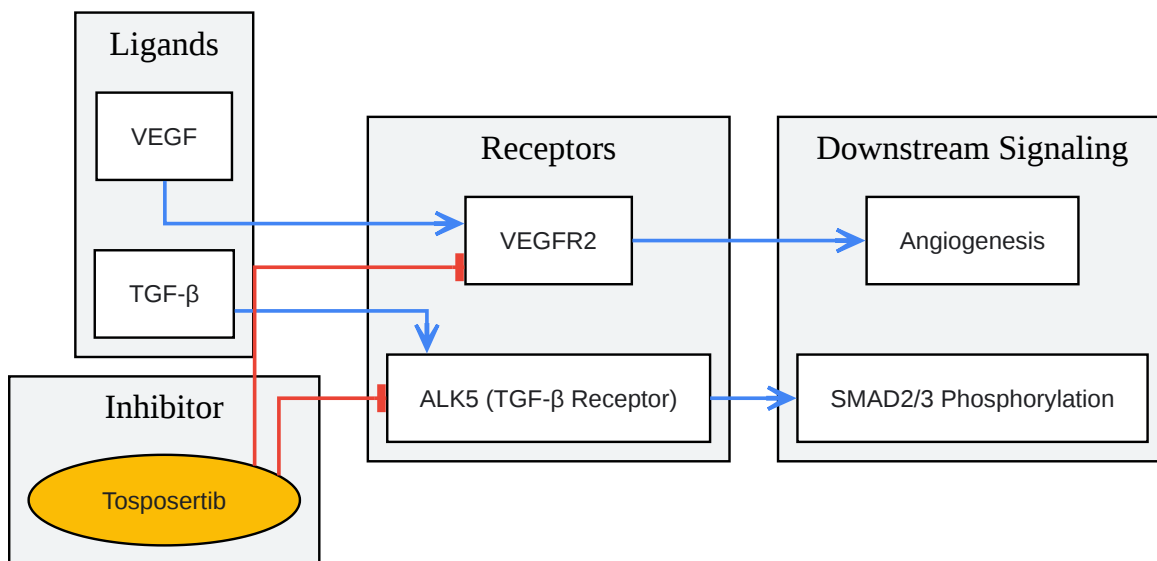 Ligands
VEGF
TGF-β
Inhibitor
Tosposertib
Receptors
VEGFR2
ALK5 (TGF-β Receptor)
Downstream Signaling
Angiogenesis
SMAD2/3 Phosphorylation